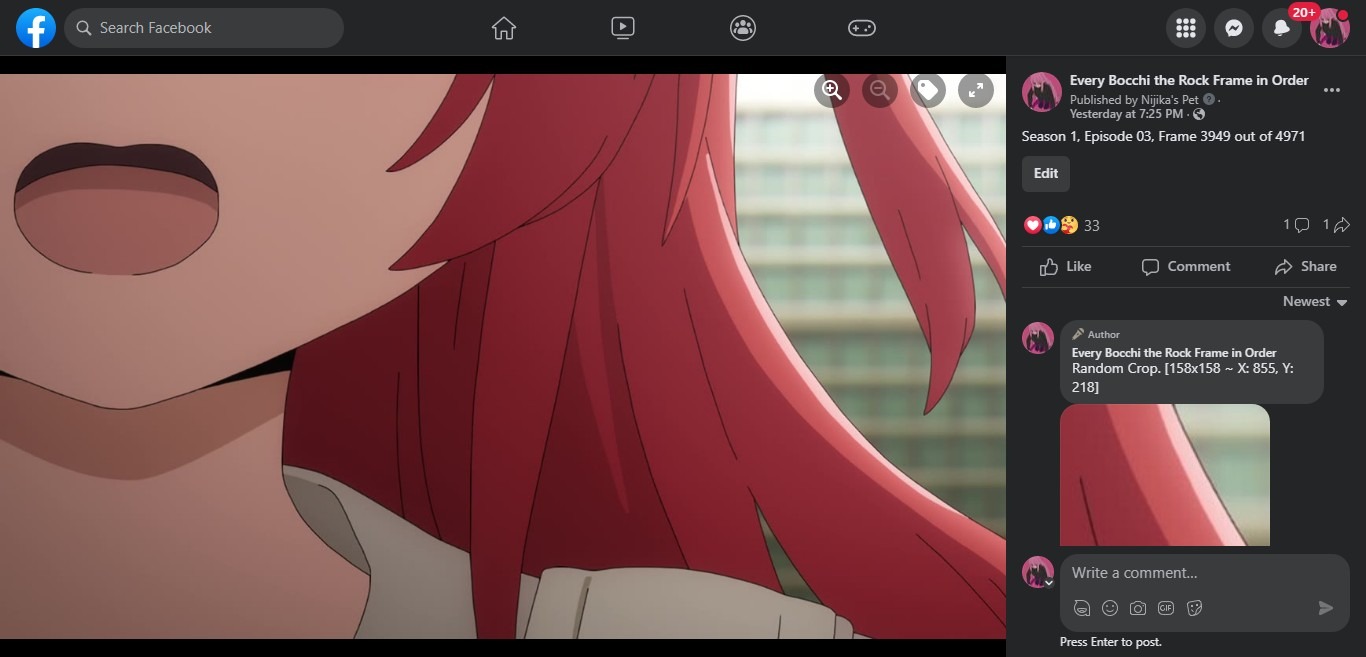 Search Facebook
20+
Every Bocchi the Rock Frame in Order
Published by Nijika's Pet ·
Yesterday at 7:25 PM ·
Season 1, Episode 03, Frame 3949 out of 4971
Edit
33
1
1
Like
Comment
Share
Newest
Author
Every Bocchi the Rock Frame in Order
Random Crop. [158x158 ~ X: 855, Y:
218]
Write a comment...
GIF
Press Enter to post.